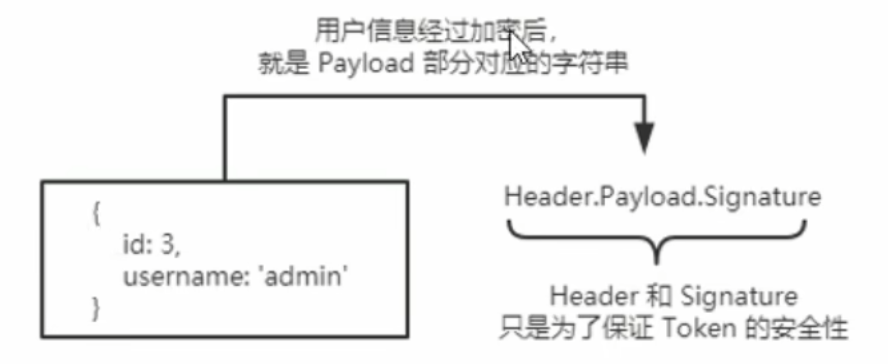 用户信息经过加密后，
就是 Payload 部分对应的字符串
{
id: 3,
username: 'admin'
}
Header.Payload.Signature
Header 和 Signature
只是为了保证 Token 的安全性